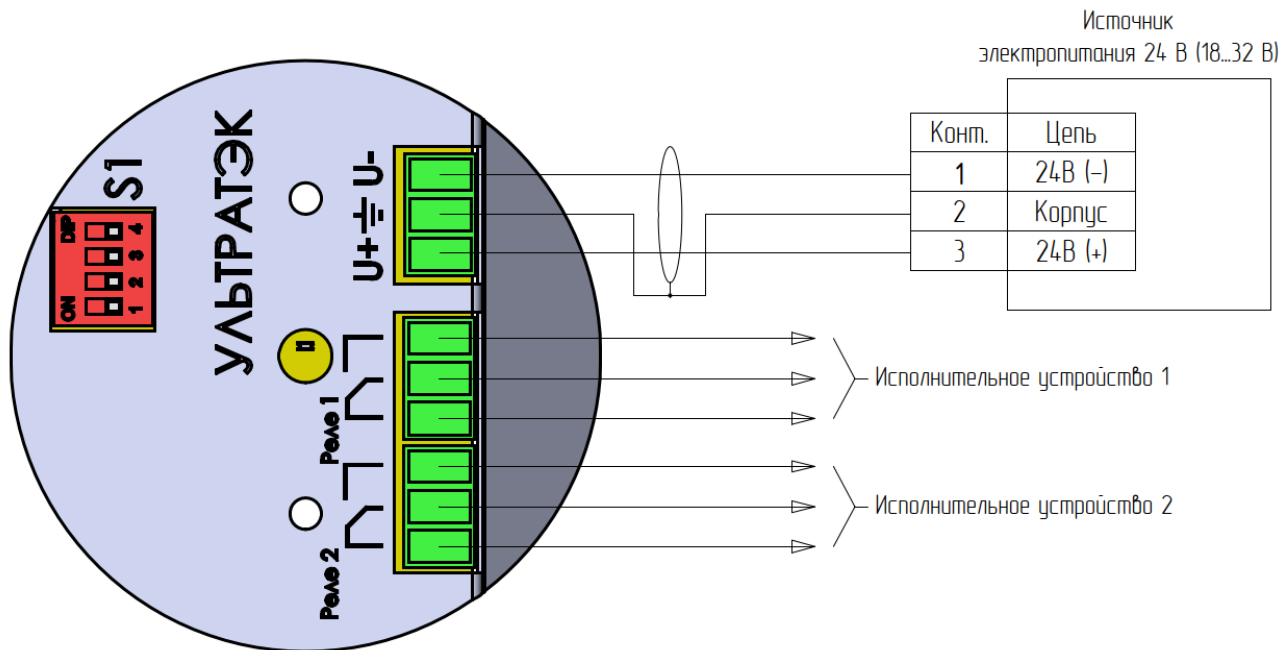 Источник
электропитания 24 В (18...32 В)
Конт. Цепь
1 24В (–)
2 Корпус
3 24В (+)
УЛЬТРАТЭК
S1
ON DIP
1 2 3 4
U-
U+
Реле 1
Реле 2
Исполнительное устройство 1
Исполнительное устройство 2